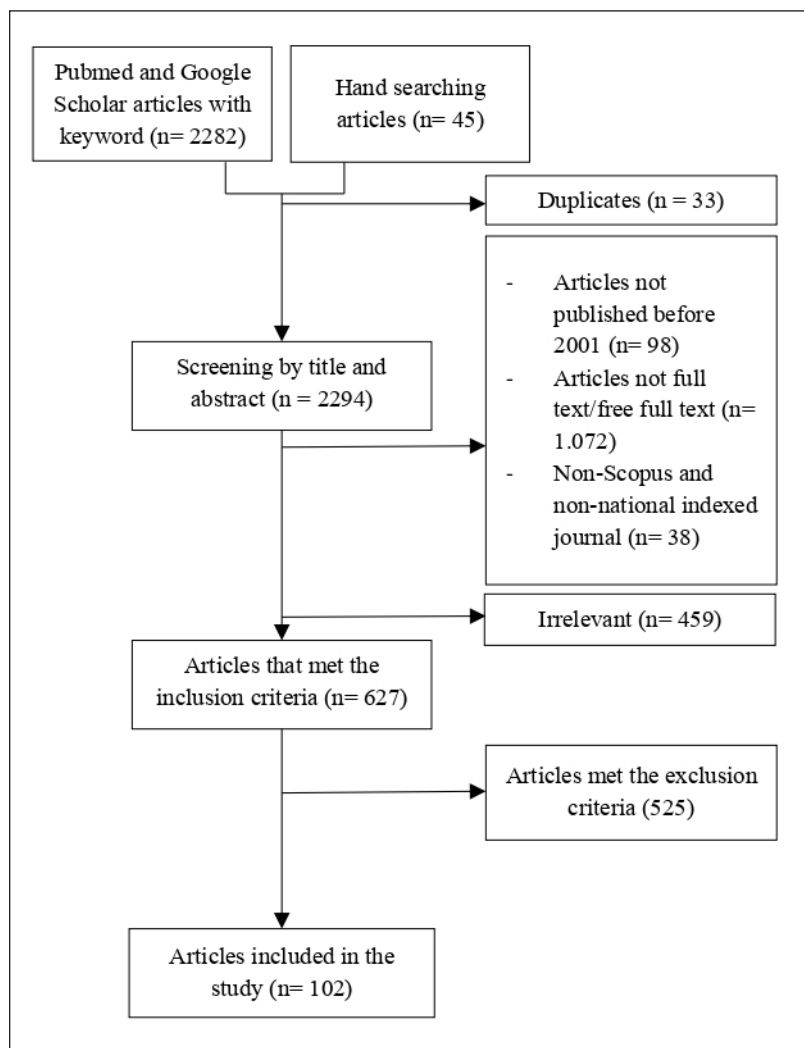 Pubmed and Google
Scholar articles with
keyword (n= 2282)
Hand searching
articles (n= 45)
Duplicates (n = 33)
- Articles not
published before
2001 (n= 98)
- Articles not full
text/free full text (n=
1.072)
- Non-Scopus and
non-national indexed
journal (n= 38)
Screening by title and
abstract (n = 2294)
Irrelevant (n= 459)
Articles that met the
inclusion criteria (n= 627)
Articles met the exclusion
criteria (525)
Articles included in the
study (n= 102)